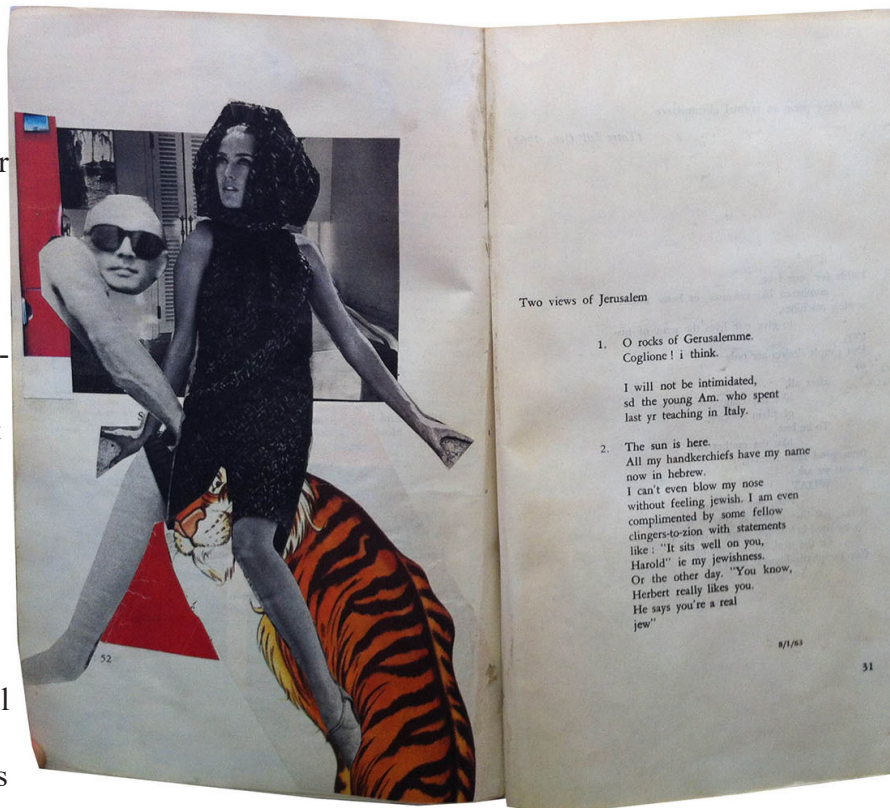 r
S
52
l
s
Two views of Jerusalem
1. O rocks of Gerusalemme.
Coglione! i think.
I will not be intimidated,
sd the young Am. who spent
last yr teaching in Italy.
2. The sun is here.
All my handkerchiefs have my name
now in hebrew.
I can't even blow my nose
without feeling jewish. I am even
complimented by some fellow
clingers-to-zion with statements
like : "It sits well on you,
Harold" ie my jewishness.
Or the other day. "You know,
Herbert really likes you.
He says you're a real
jew"
8/1/63
31